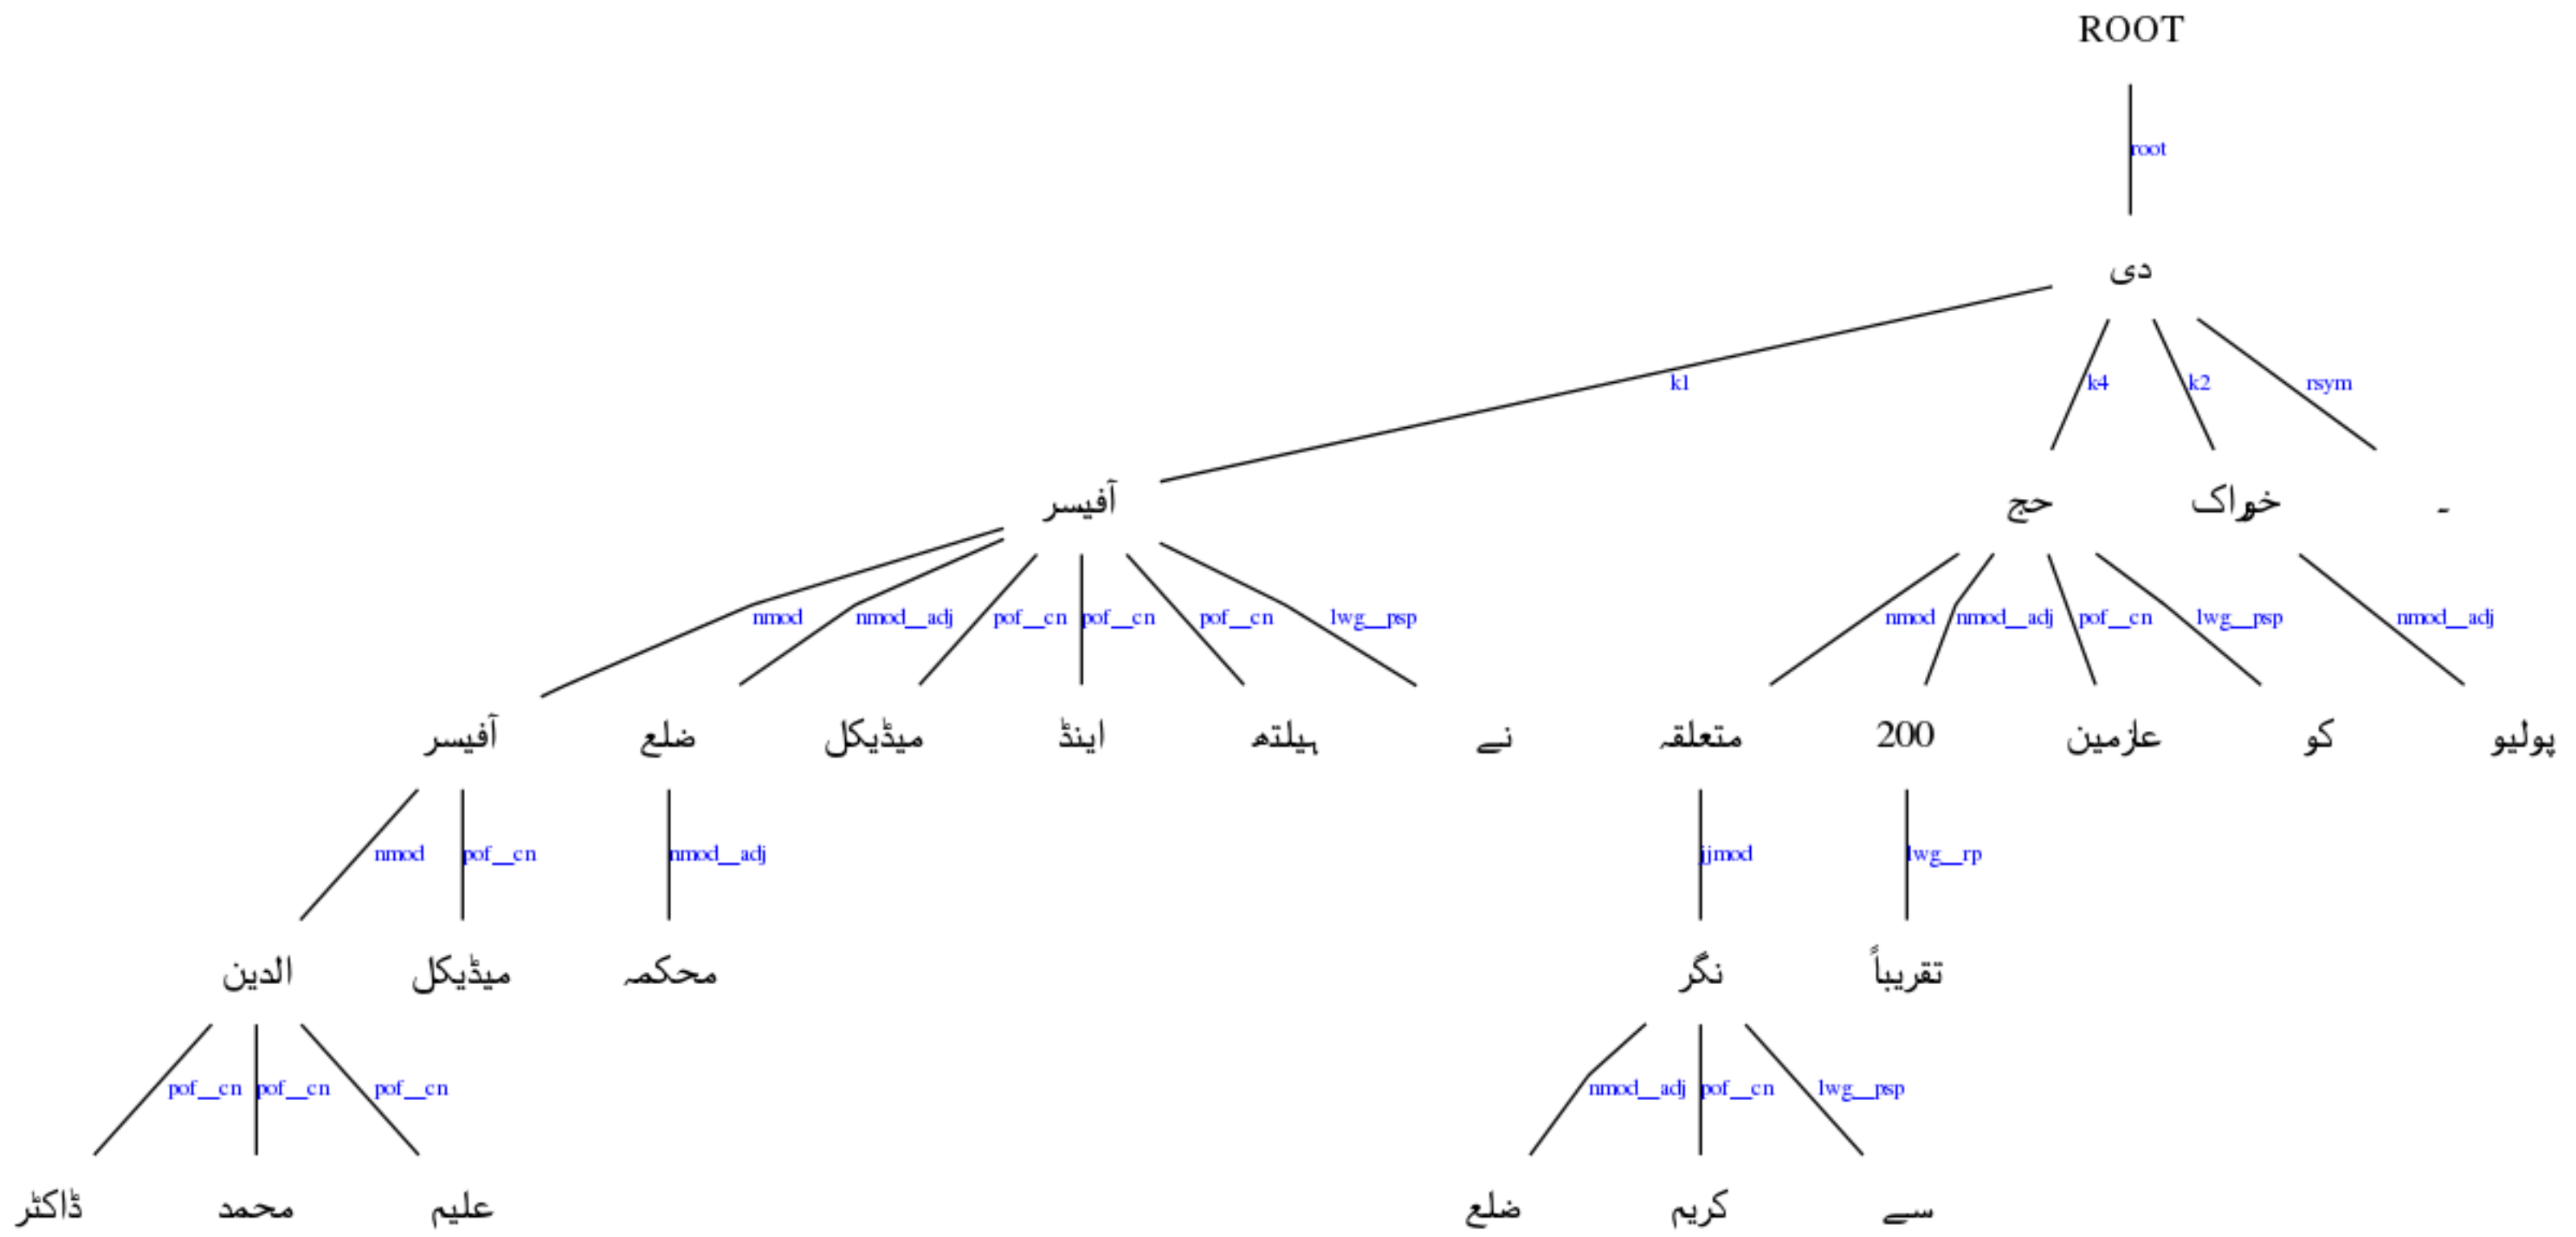 ROOT
root
دی
k1 k4 k2 rsym
آفیسر حج خوراک ۔
nmod nmod__adj pof__cn pof__cn pof__cn lwg__psp nmod nmod__adj pof__cn lwg__psp nmod__adj
آفیسر ضلع میڈیکل اینڈ ہیلتھ نے متعلقہ 200 عازمین کو پولیو
nmod pof__cn nmod__adj jjmod lwg__rp
الدین میڈیکل محکمہ نگر تقریباً
pof__cn pof__cn pof__cn nmod__adj pof__cn lwg__psp
ڈاکٹر محمد علیم ضلع کریم سے